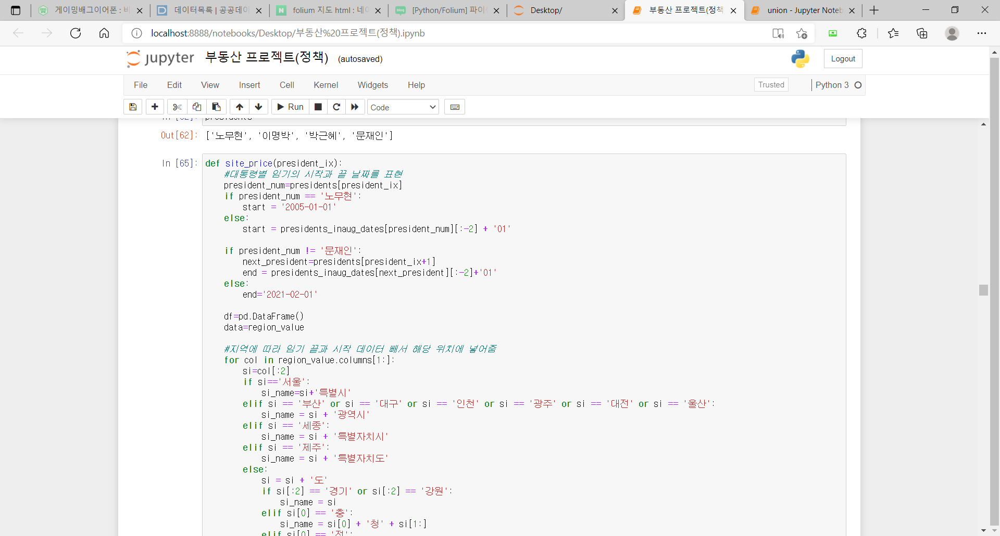 게이밍배그이어폰 : 비
데이터목록 | 공공데이
folium 지도 html : 네이
[Python/Folium] 파이
Desktop/
부동산 프로젝트(정책
union - Jupyter Noteb
localhost:8888/notebooks/Desktop/부동산%20프로젝트(정책).ipynb
jupyter 부동산 프로젝트(정책) (autosaved)
Logout
File Edit View Insert Cell Kernel Widgets Help
Trusted
Python 3
Run
Code
In [62]: presidents
Out[62]: ['노무현', '이명박', '박근혜', '문재인']
In [65]: def site_price(president_ix):
#대통령별 임기의 시작과 끝 날짜를 표현
president_num=presidents[president_ix]
if president_num == '노무현':
start = '2005-01-01'
else:
start = presidents_inaug_dates[president_num][:-2] + '01'
if president_num != '문재인':
next_president=presidents[president_ix+1]
end = presidents_inaug_dates[next_president][:-2]+'01'
else:
end='2021-02-01'
df=pd.DataFrame()
data=region_value
#지역에 따라 임기 끝과 시작 데이터 빼서 해당 위치에 넣어줌
for col in region_value.columns[1:]:
si=col[:2]
if si=='서울':
si_name=si+'특별시'
elif si == '부산' or si == '대구' or si == '인천' or si == '광주' or si == '대전' or si == '울산':
si_name = si + '광역시'
elif si == '세종':
si_name = si + '특별자치시'
elif si == '제주':
si_name = si + '특별자치도'
else:
si = si + '도'
if si[:2] == '경기' or si[:2] == '강원':
si_name = si
elif si[0] == '충':
si_name = si[0] + '청' + si[1:]
elif si[0] == '전':